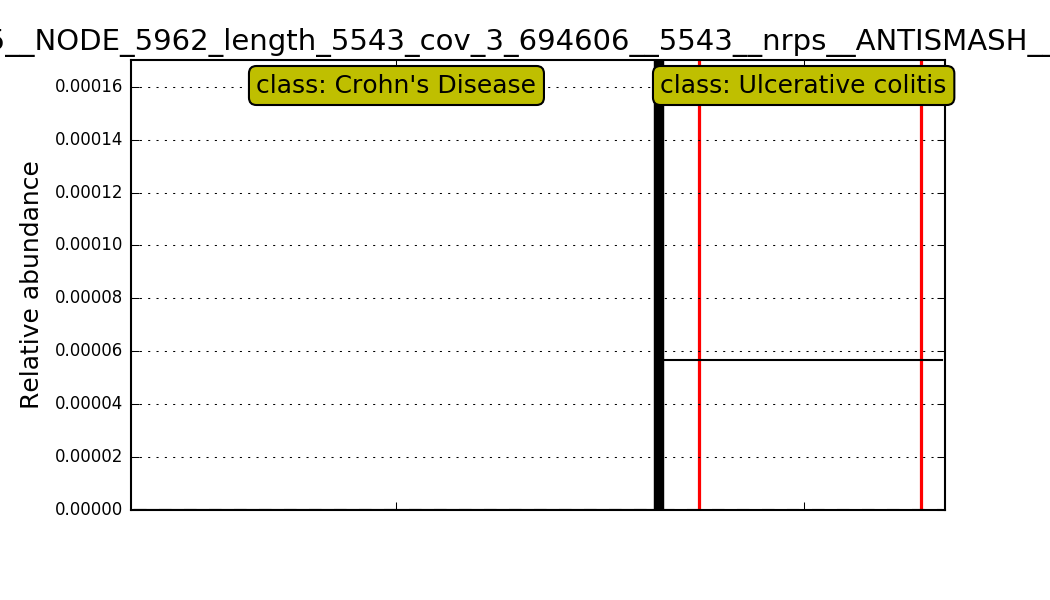 __NODE_5962_length_5543_cov_3_694606__5543__nrps__ANTISMASH__
class: Crohn's Disease
class: Ulcerative colitis
Relative abundance
0.00016
0.00014
0.00012
0.00010
0.00008
0.00006
0.00004
0.00002
0.00000